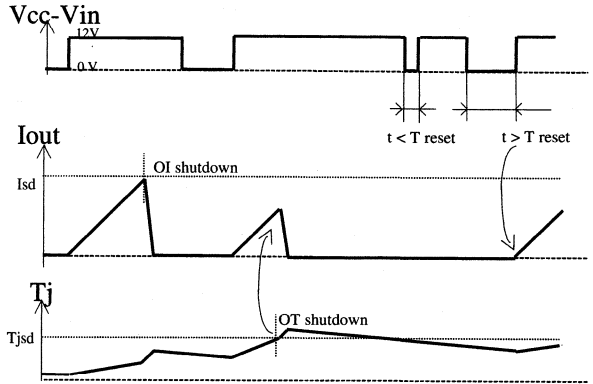 Vcc-Vin
12V
0 V
t < T reset
t > T reset
Iout
OI shutdown
Isd
Tj
OT shutdown
Tjsd